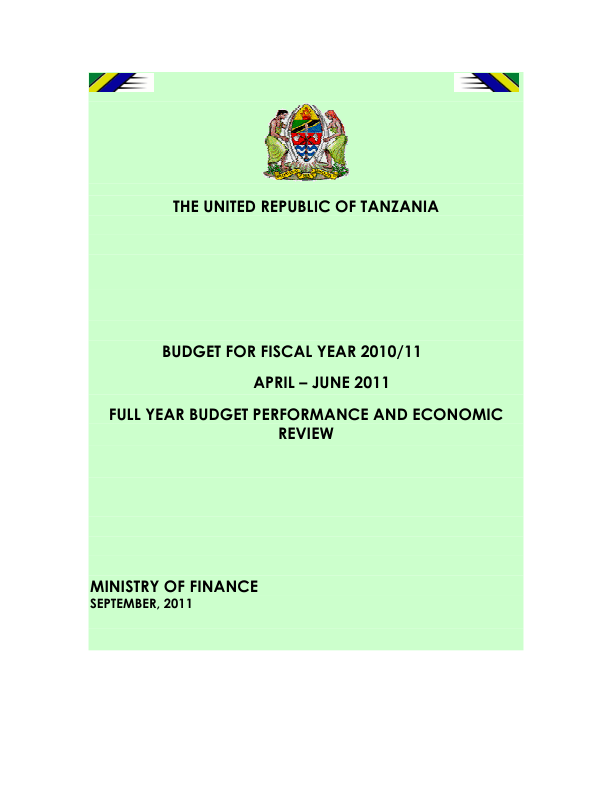 THE UNITED REPUBLIC OF TANZANIA
BUDGET FOR FISCAL YEAR 2010/11
APRIL – JUNE 2011
FULL YEAR BUDGET PERFORMANCE AND ECONOMIC
REVIEW
MINISTRY OF FINANCE
SEPTEMBER, 2011